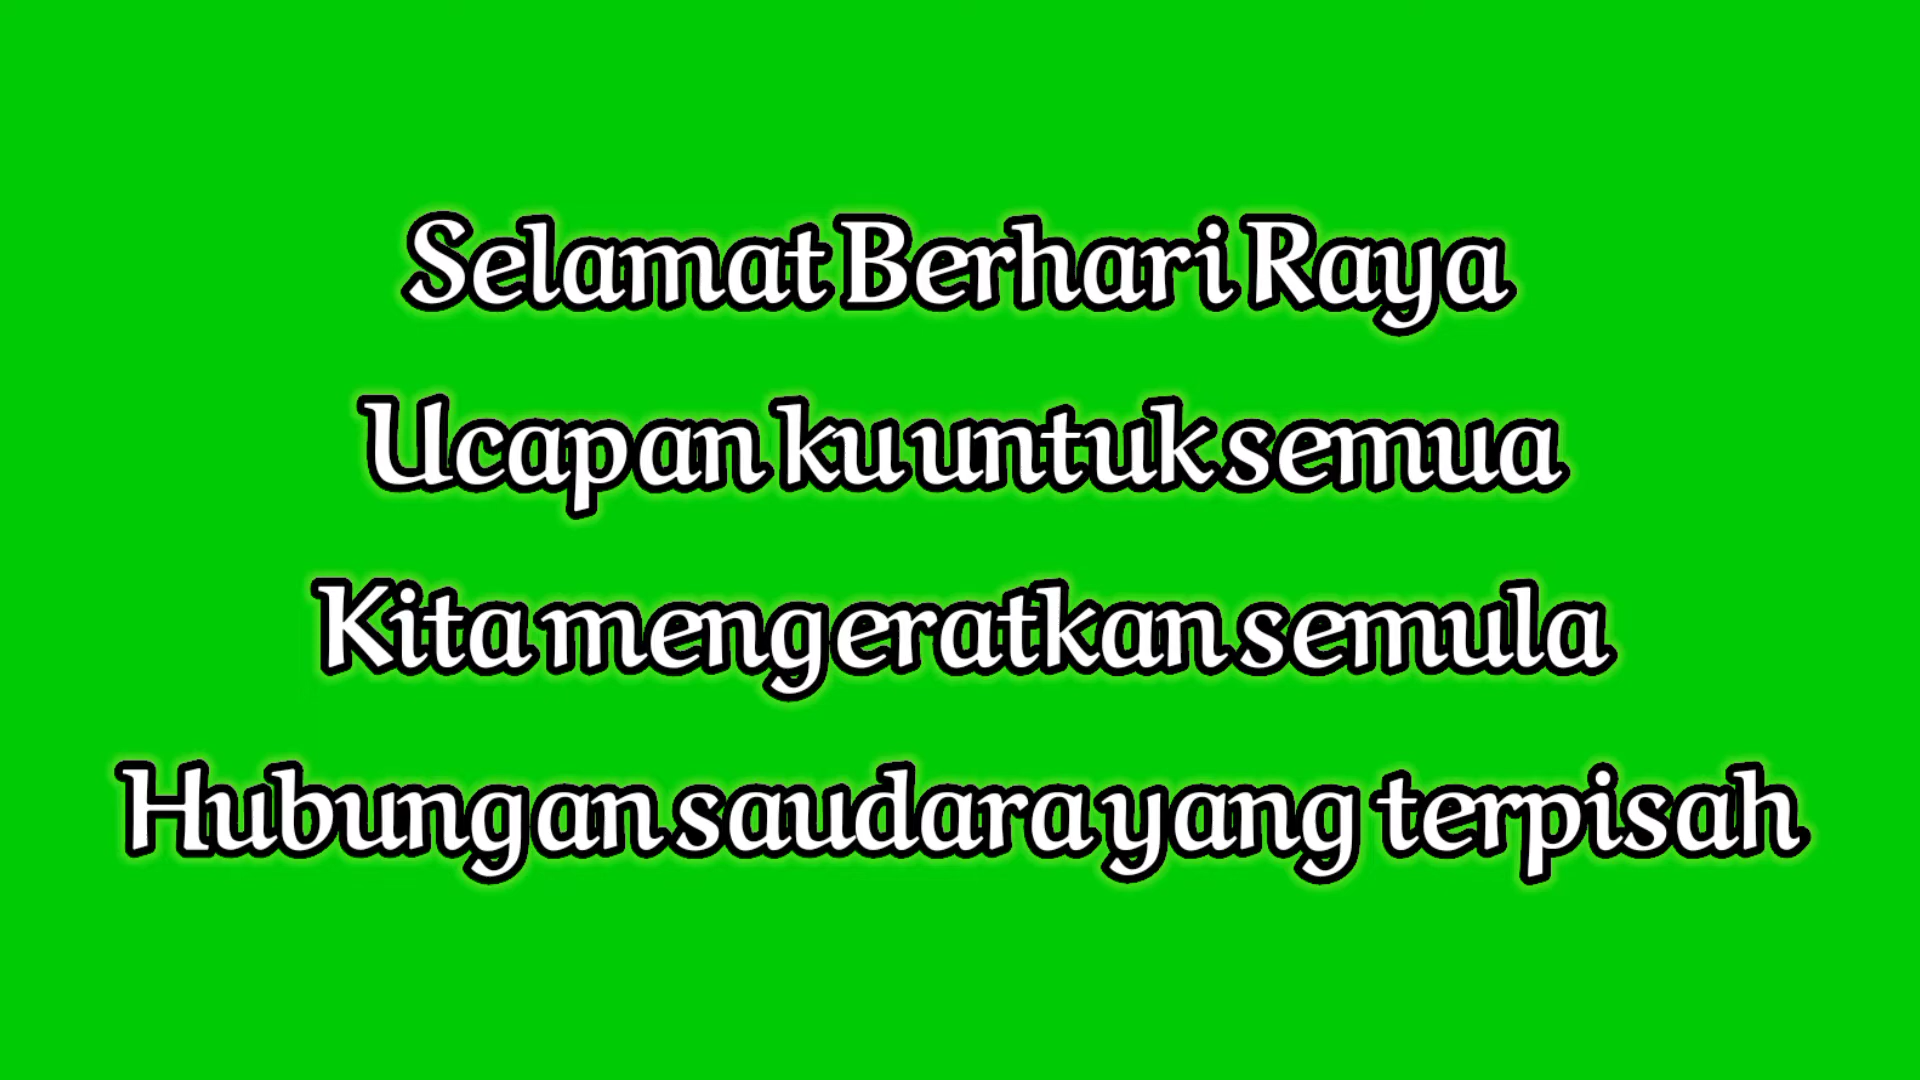 Selamat Berhari Raya
Ucapan ku untuk semua
Kita mengeratkan semula
Hubungan saudara yang terpisah